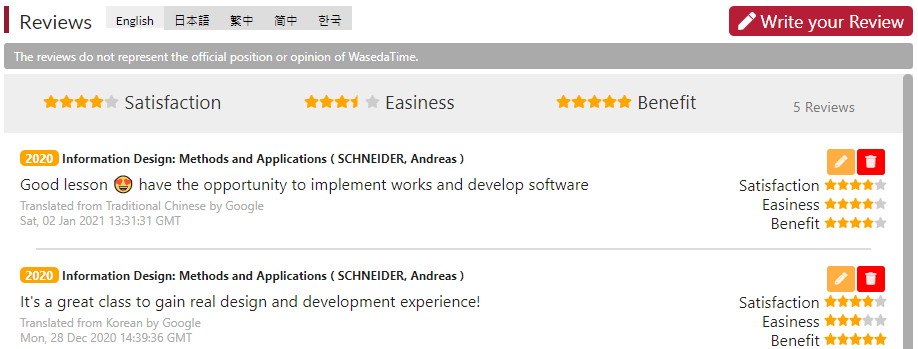 Reviews English 日本語 繁中 简中 한국 Write your Review
The reviews do not represent the official position or opinion of WasedaTime.
Satisfaction Easiness Benefit 5 Reviews
2020 Information Design: Methods and Applications ( SCHNEIDER, Andreas )
Good lesson 😍 have the opportunity to implement works and develop software
Translated from Traditional Chinese by Google
Sat, 02 Jan 2021 13:31:31 GMT
Satisfaction
Easiness
Benefit
2020 Information Design: Methods and Applications ( SCHNEIDER, Andreas )
It's a great class to gain real design and development experience!
Translated from Korean by Google
Mon, 28 Dec 2020 14:39:36 GMT
Satisfaction
Easiness
Benefit